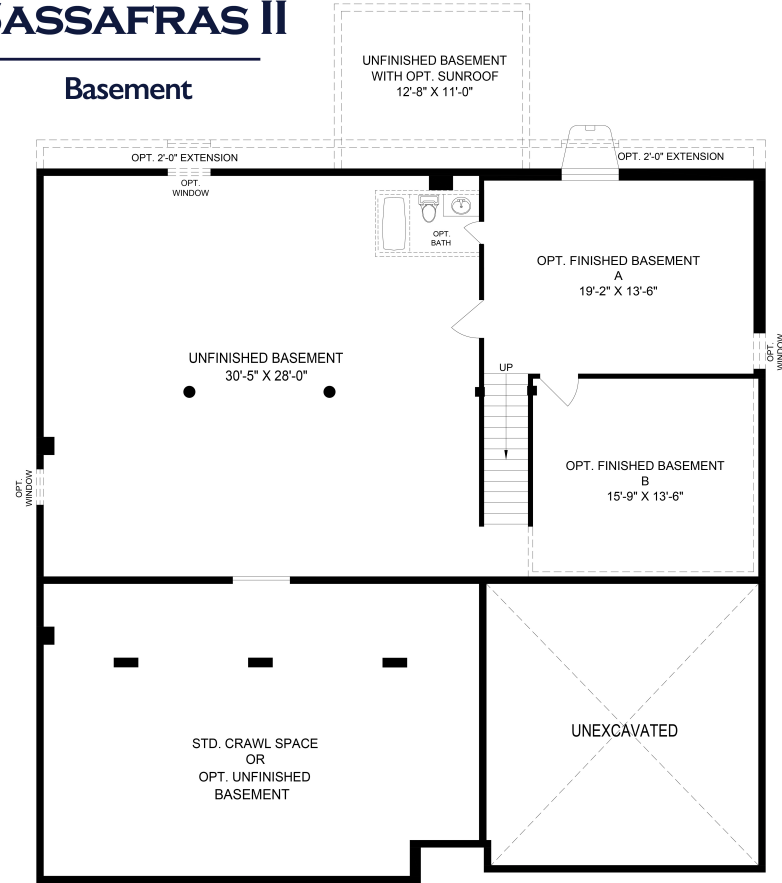 SASSAFRAS II
Basement
UNFINISHED BASEMENT
WITH OPT. SUNROOF
12'-8" X 11'-0"
OPT. 2'-0" EXTENSION
OPT. 2'-0" EXTENSION
OPT.
WINDOW
OPT.
BATH
OPT. FINISHED BASEMENT
A
19'-2" X 13'-6"
OPT.
WINDOW
UNFINISHED BASEMENT
30'-5" X 28'-0"
UP
OPT. FINISHED BASEMENT
B
15'-9" X 13'-6"
OPT.
WINDOW
STD. CRAWL SPACE
OR
OPT. UNFINISHED
BASEMENT
UNEXCAVATED